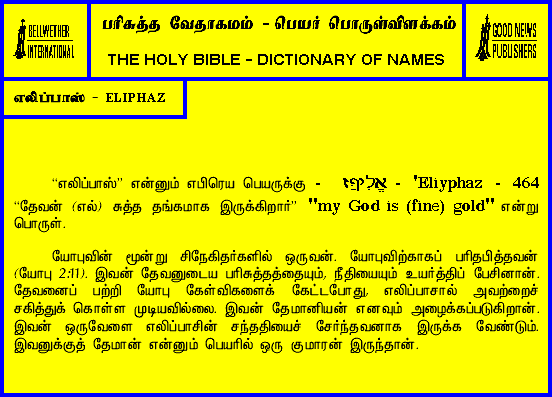 BELLWETHER
INTERNATIONAL
பரிசுத்த வேதாகமம் - பெயர் பொருள்விளக்கம்
THE HOLY BIBLE - DICTIONARY OF NAMES
GOOD NEWS
PUBLISHERS
எலிப்பாஸ் - ELIPHAZ
“எலிப்பாஸ்” என்னும் எபிரெய பெயருக்கு - אֱלִיפַז - 'Eliyphaz - 464
“தேவன் (எல்) சுத்த தங்கமாக இருக்கிறார்” "my God is (fine) gold" என்று
பொருள்.
யோபுவின் மூன்று சிநேகிதர்களில் ஒருவன். யோபுவிற்காகப் பரிதபித்தவன்
(யோபு 2:11). இவன் தேவனுடைய பரிசுத்தத்தையும், நீதியையும் உயர்த்திப் பேசினான்.
தேவனைப் பற்றி யோபு கேள்விகளைக் கேட்டபோது, எலிப்பாசால் அவற்றைச்
சகித்துக் கொள்ள முடியவில்லை. இவன் தேமானியன் எனவும் அழைக்கப்படுகிறான்.
இவன் ஒருவேளை எலிப்பாசின் சந்ததியைச் சேர்ந்தவனாக இருக்க வேண்டும்.
இவனுக்குத் தேமான் என்னும் பெயரில் ஒரு குமாரன் இருந்தான்.